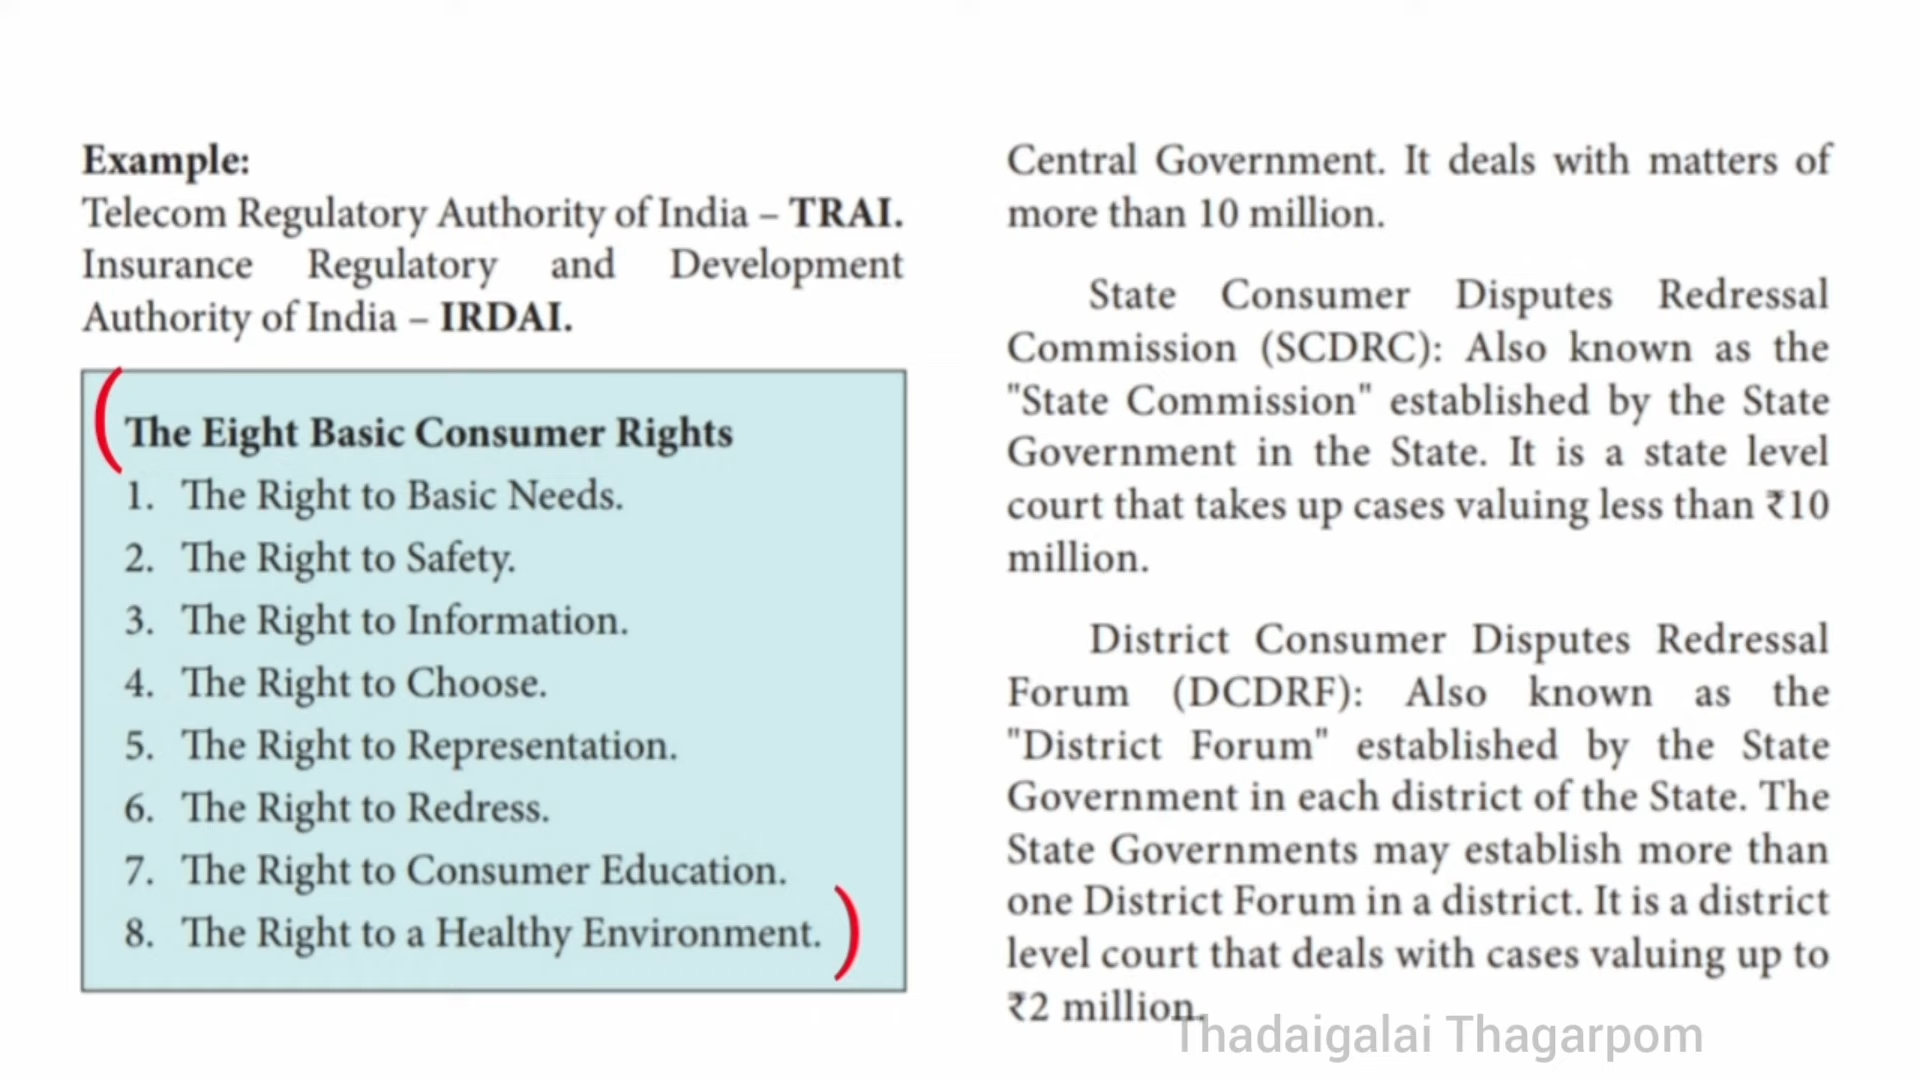 Example:
Telecom Regulatory Authority of India – TRAI.
Insurance Regulatory and Development
Authority of India – IRDAI.
The Eight Basic Consumer Rights
1. The Right to Basic Needs.
2. The Right to Safety.
3. The Right to Information.
4. The Right to Choose.
5. The Right to Representation.
6. The Right to Redress.
7. The Right to Consumer Education.
8. The Right to a Healthy Environment.
Central Government. It deals with matters of
more than 10 million.
State Consumer Disputes Redressal
Commission (SCDRC): Also known as the
"State Commission" established by the State
Government in the State. It is a state level
court that takes up cases valuing less than ₹10
million.
District Consumer Disputes Redressal
Forum (DCDRF): Also known as the
"District Forum" established by the State
Government in each district of the State. The
State Governments may establish more than
one District Forum in a district. It is a district
level court that deals with cases valuing up to
₹2 million.
Thadaigalai Thagarpom